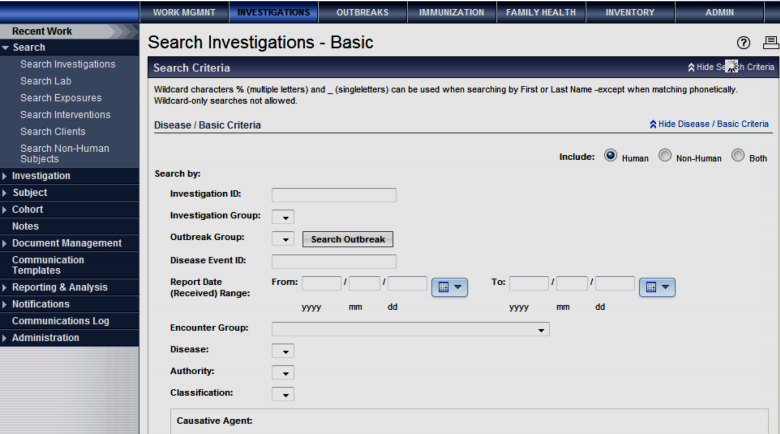 WORK MGMNT INVESTIGATIONS OUTBREAKS IMMUNIZATION FAMILY HEALTH INVENTORY ADMIN
Recent Work
Search
Search Investigations
Search Lab
Search Exposures
Search Interventions
Search Clients
Search Non-Human
Subjects
Investigation
Subject
Cohort
Notes
Document Management
Communication
Templates
Reporting & Analysis
Notifications
Communications Log
Administration
Search Investigations - Basic
?
Search Criteria Hide Search Criteria
Wildcard characters % (multiple letters) and _ (singleletters) can be used when searching by First or Last Name -except when matching phonetically.
Wildcard-only searches not allowed.
Disease / Basic Criteria Hide Disease / Basic Criteria
Include: Human Non-Human Both
Search by:
Investigation ID:
Investigation Group:
Outbreak Group: Search Outbreak
Disease Event ID:
Report Date
(Received) Range:
From: / / To: / /
yyyy mm dd yyyy mm dd
Encounter Group:
Disease:
Authority:
Classification:
Causative Agent: